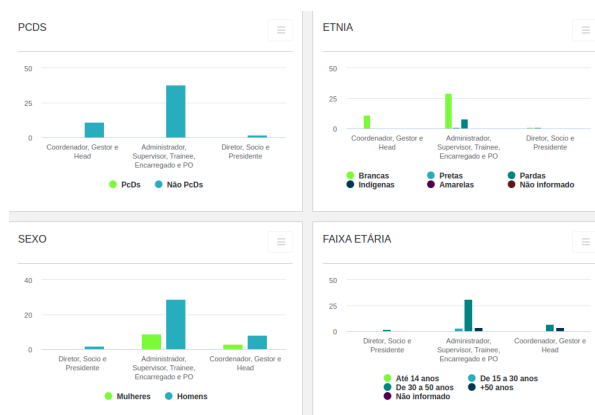 PCDS
50
25
0
Coordenador, Gestor e
Head
Administrador,
Supervisor, Trainee,
Encarregado e PO
Diretor, Socio e
Presidente
PcDs
Não PcDs
ETNIA
50
25
0
Coordenador, Gestor e
Head
Administrador,
Supervisor, Trainee,
Encarregado e PO
Diretor, Socio e
Presidente
Brancas Pretas Pardas
Indígenas Amarelas Não informado
SEXO
40
20
0
Diretor, Socio e
Presidente
Administrador,
Supervisor, Trainee,
Encarregado e PO
Coordenador, Gestor e
Head
Mulheres Homens
FAIXA ETÁRIA
50
25
0
Diretor, Socio e
Presidente
Administrador,
Supervisor, Trainee,
Encarregado e PO
Coordenador, Gestor e
Head
Até 14 anos De 15 a 30 anos
De 30 a 50 anos +50 anos
Não informado